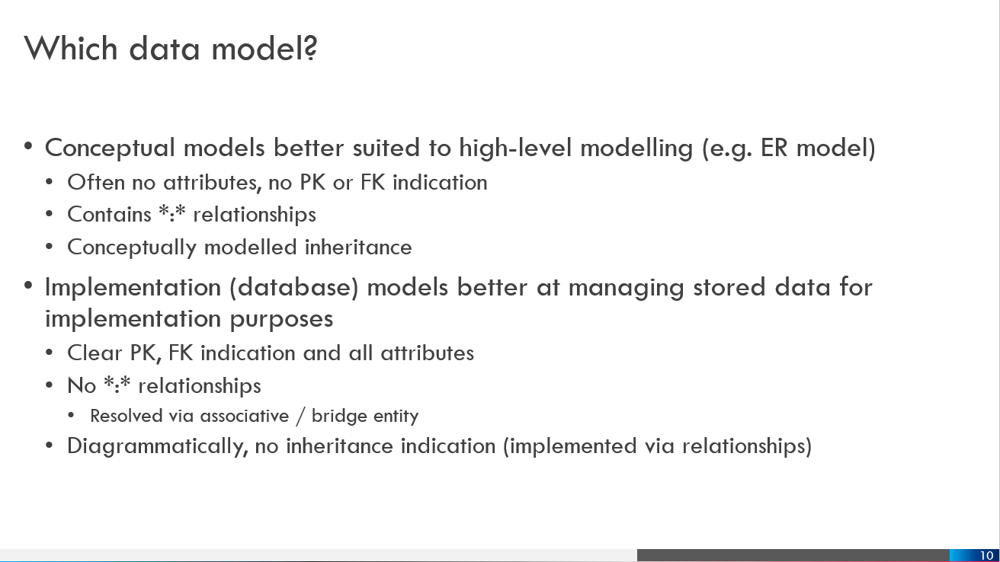 Which data model?
• Conceptual models better suited to high-level modelling (e.g. ER model)
• Often no attributes, no PK or FK indication
• Contains *:* relationships
• Conceptually modelled inheritance
• Implementation (database) models better at managing stored data for
implementation purposes
• Clear PK, FK indication and all attributes
• No *:* relationships
• Resolved via associative / bridge entity
• Diagrammatically, no inheritance indication (implemented via relationships)
10